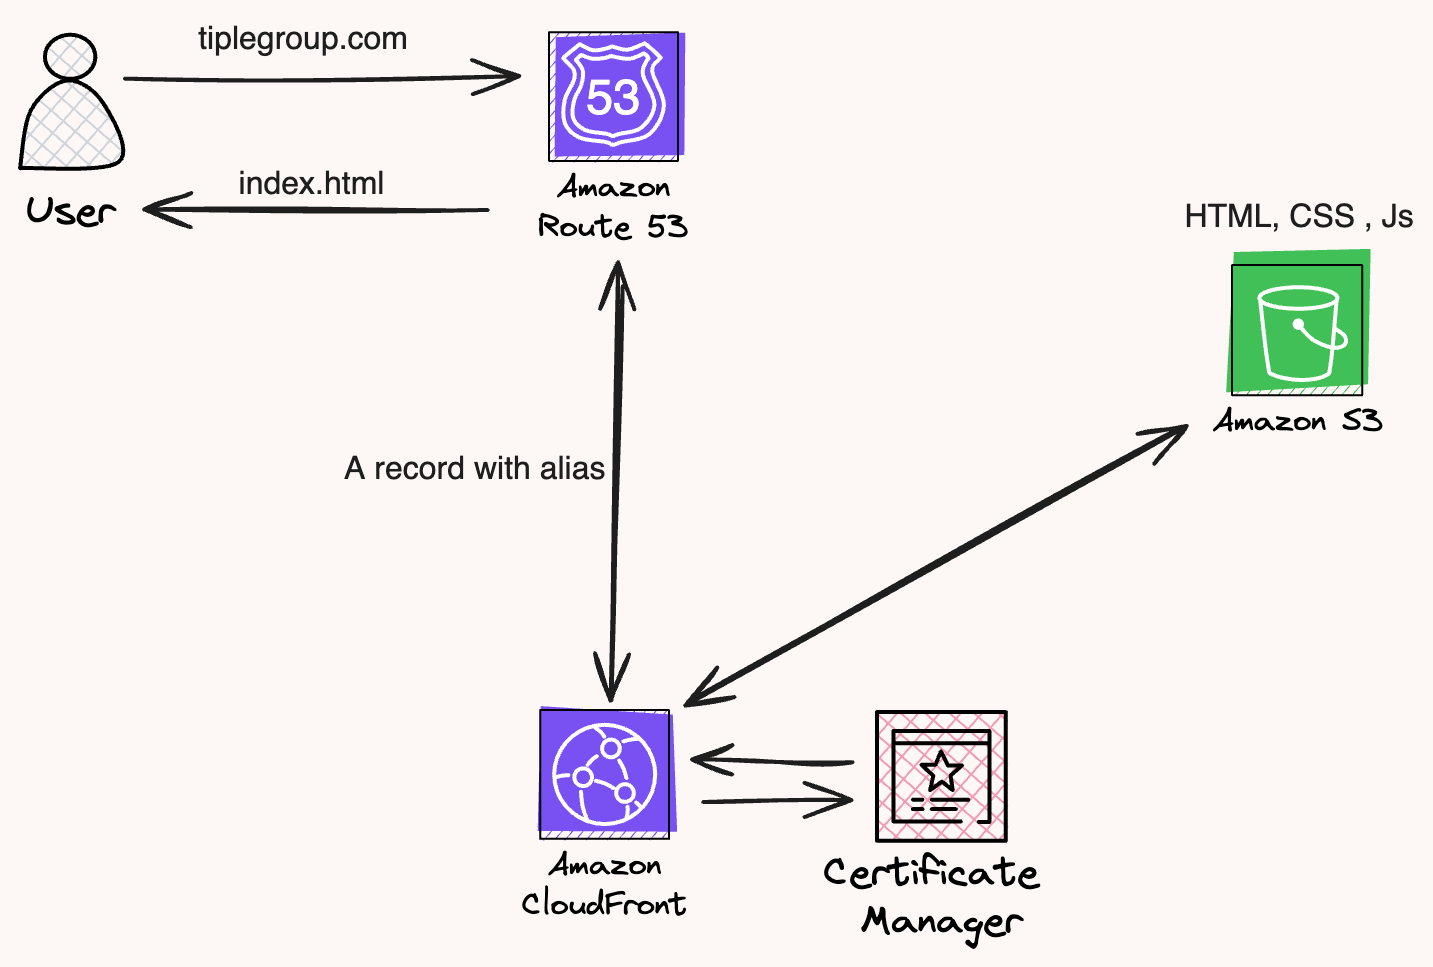 tiplegroup.com
53
Amazon
Route 53
index.html
User
HTML, CSS , Js
Amazon S3
A record with alias
Amazon
CloudFront
Certificate
Manager